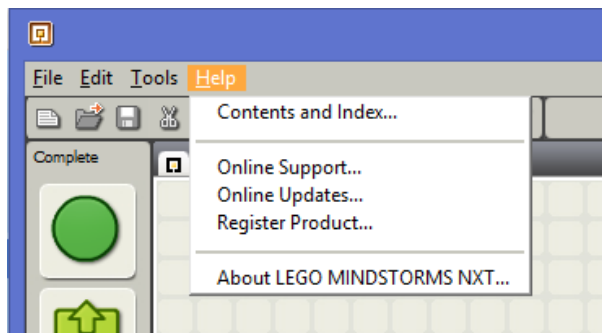 File Edit Tools Help
Contents and Index...
Complete
Online Support...
Online Updates...
Register Product...
About LEGO MINDSTORMS NXT...